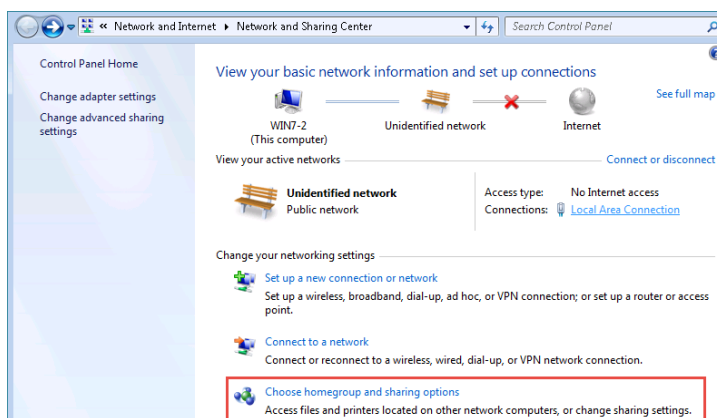 « Network and Internet ▸ Network and Sharing Center
Search Control Panel
Control Panel Home
Change adapter settings
Change advanced sharing
settings
View your basic network information and set up connections
See full map
WIN7-2
(This computer)
Unidentified network
Internet
View your active networks
Connect or disconnect
Unidentified network
Public network
Access type: No Internet access
Connections: Local Area Connection
Change your networking settings
Set up a new connection or network
Set up a wireless, broadband, dial-up, ad hoc, or VPN connection; or set up a router or access
point.
Connect to a network
Connect or reconnect to a wireless, wired, dial-up, or VPN network connection.
Choose homegroup and sharing options
Access files and printers located on other network computers, or change sharing settings.